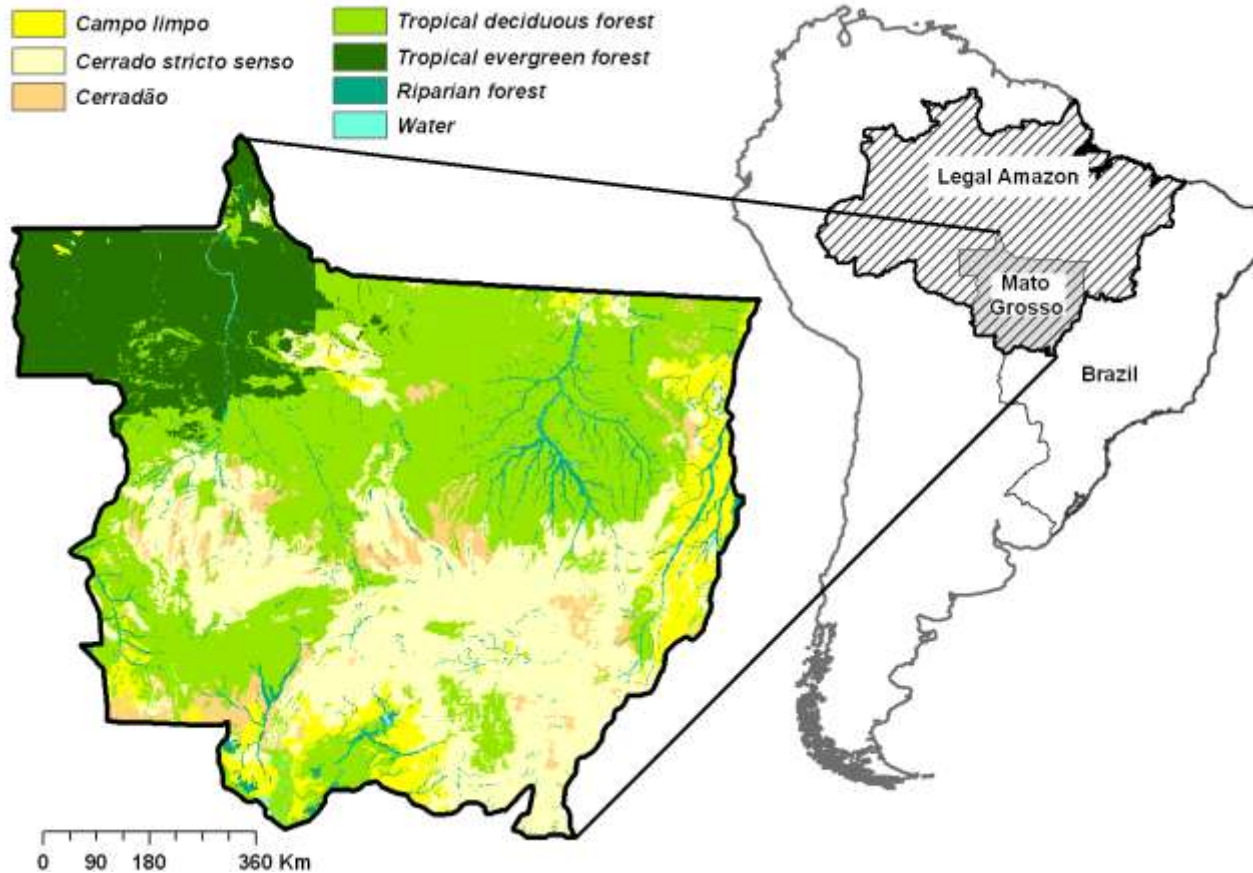 Campo limpo
Cerrado stricto senso
Cerradão
Tropical deciduous forest
Tropical evergreen forest
Riparian forest
Water
Legal Amazon
Mato
Grosso
Brazil
0 90 180 360 Km